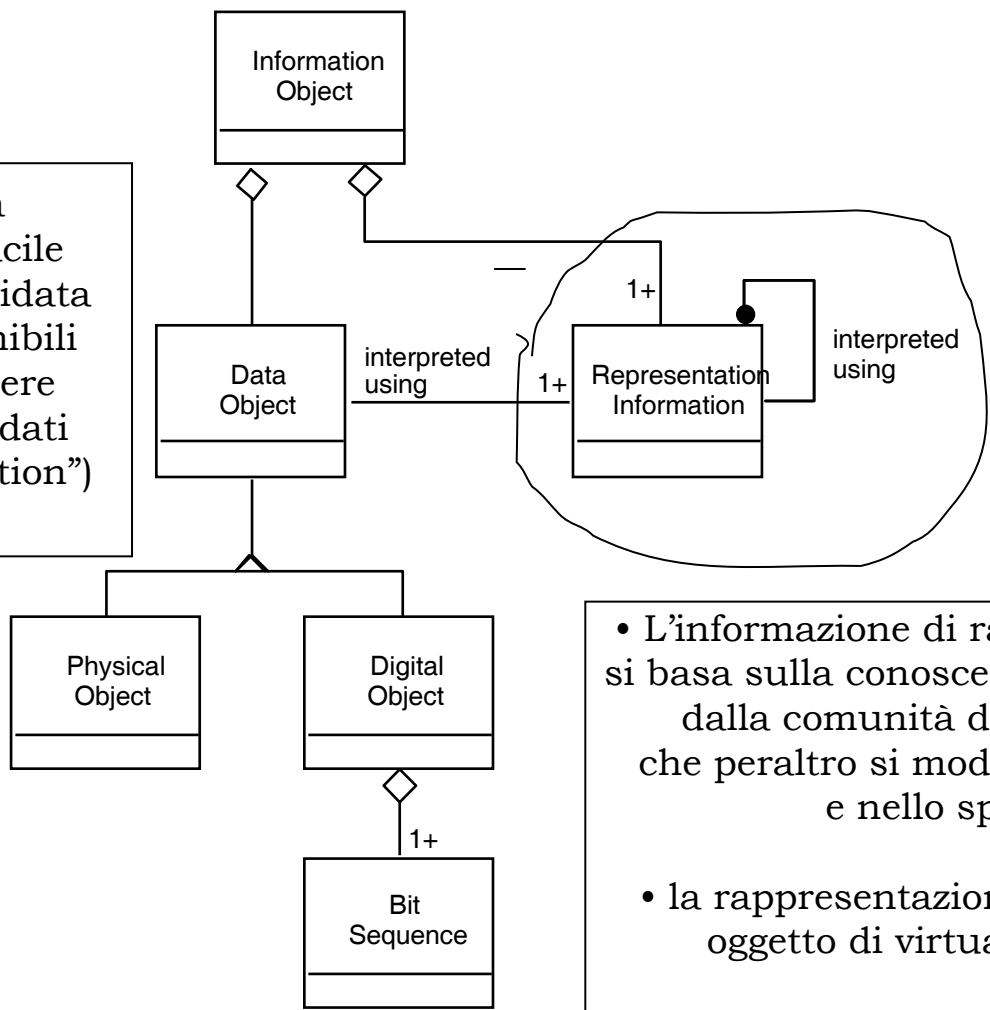 Information
Object
cile
idata
nibili
ere
dati
tion”)
1+
interpreted
using
Data
Object
interpreted
using
1+
Representation
Information
Physical
Object
Digital
Object
1+
Bit
Sequence
• L'informazione di ra
si basa sulla conosce
dalla comunità d
che peraltro si mod
e nello sp
• la rappresentazion
oggetto di virtua